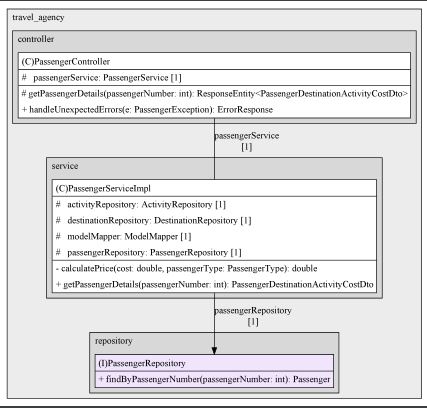 travel_agency
controller
(C)PassengerController
# passengerService: PassengerService [1]
# getPassengerDetails(passengerNumber: int): ResponseEntity<PassengerDestinationActivityCostDto>
+ handleUnexpectedErrors(e: PassengerException): ErrorResponse
passengerService
[1]
service
(C)PassengerServiceImpl
# activityRepository: ActivityRepository [1]
# destinationRepository: DestinationRepository [1]
# modelMapper: ModelMapper [1]
# passengerRepository: PassengerRepository [1]
- calculatePrice(cost: double, passengerType: PassengerType): double
+ getPassengerDetails(passengerNumber: int): PassengerDestinationActivityCostDto
passengerRepository
[1]
repository
(I)PassengerRepository
+ findByPassengerNumber(passengerNumber: int): Passenger